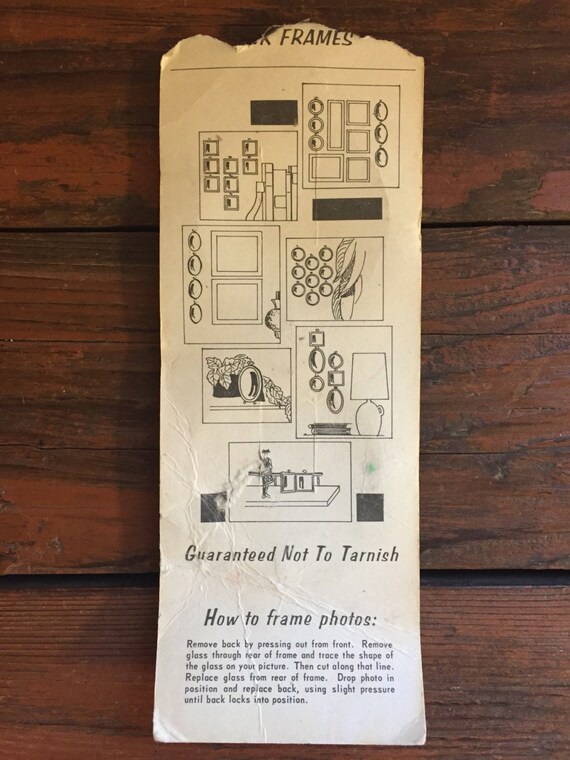 FRAMES
Guaranteed Not To Tarnish
How to frame photos:
Remove back by pressing out from front. Remove
glass through rear of frame and trace the shape of
the glass on your picture. Then cut along that line.
Replace glass from rear of frame. Drop photo in
position and replace back, using slight pressure
until back locks into position.